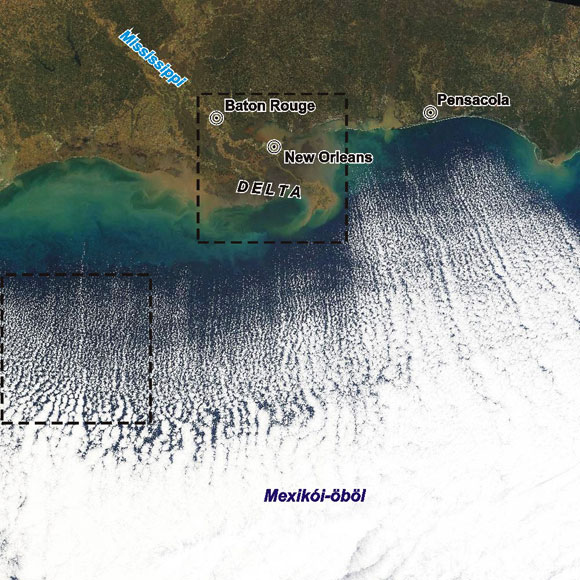 Mississippi
Baton Rouge
Pensacola
New Orleans
DELTA
Mexikói-öböl